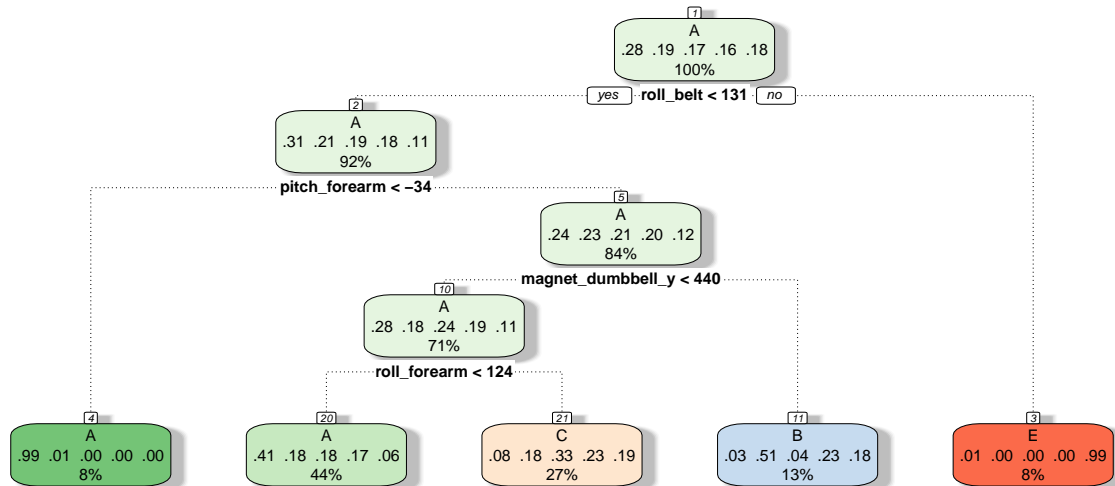 1
A
.28 .19 .17 .16 .18
100%
yes roll_belt < 131 no
2
A
.31 .21 .19 .18 .11
92%
pitch_forearm < −34
5
A
.24 .23 .21 .20 .12
84%
magnet_dumbbell_y < 440
10
A
.28 .18 .24 .19 .11
71%
roll_forearm < 124
4
A
.99 .01 .00 .00 .00
8%
20
A
.41 .18 .18 .17 .06
44%
21
C
.08 .18 .33 .23 .19
27%
11
B
.03 .51 .04 .23 .18
13%
3
E
.01 .00 .00 .00 .99
8%